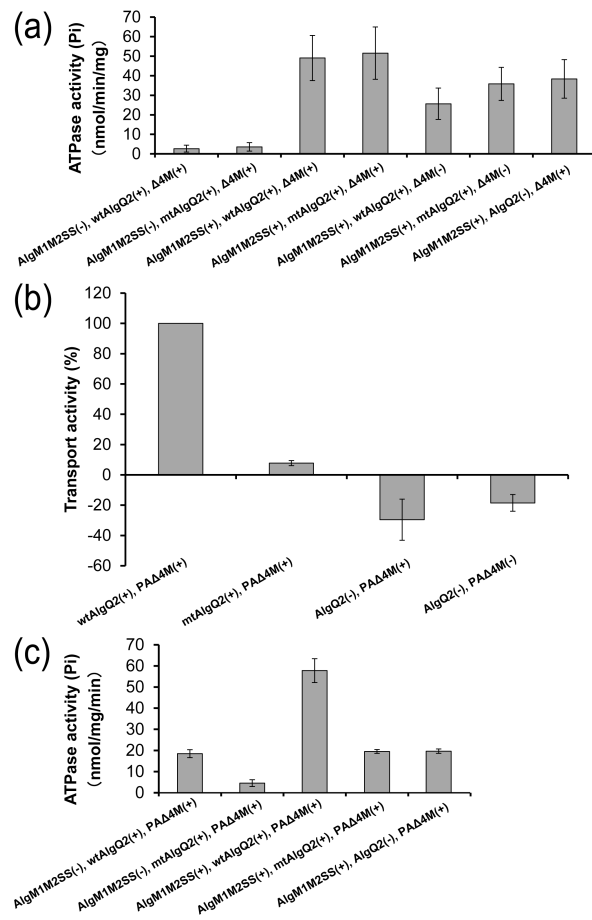 (a)
ATPase activity (Pi)
(nmol/min/mg)
70
60
50
40
30
20
10
0
AlgM1M2SS(-), wtAlgQ2(+), Δ4M(+)
AlgM1M2SS(-), mtAlgQ2(+), Δ4M(+)
AlgM1M2SS(+), wtAlgQ2(+), Δ4M(+)
AlgM1M2SS(+), mtAlgQ2(+), Δ4M(+)
AlgM1M2SS(+), wtAlgQ2(+), Δ4M(-)
AlgM1M2SS(+), mtAlgQ2(+), Δ4M(-)
AlgM1M2SS(+), AlgQ2(-), Δ4M(+)
(b)
Transport activity (%)
120
100
80
60
40
20
0
-20
-40
-60
wtAlgQ2(+), PAΔ4M(+)
mtAlgQ2(+), PAΔ4M(+)
AlgQ2(-), PAΔ4M(+)
AlgQ2(-), PAΔ4M(-)
(c)
ATPase activity (Pi)
(nmol/mg/min)
70
60
50
40
30
20
10
0
AlgM1M2SS(-), wtAlgQ2(+), PAΔ4M(+)
AlgM1M2SS(-), mtAlgQ2(+), PAΔ4M(+)
AlgM1M2SS(+), wtAlgQ2(+), PAΔ4M(+)
AlgM1M2SS(+), mtAlgQ2(+), PAΔ4M(+)
AlgM1M2SS(+), AlgQ2(-), PAΔ4M(+)